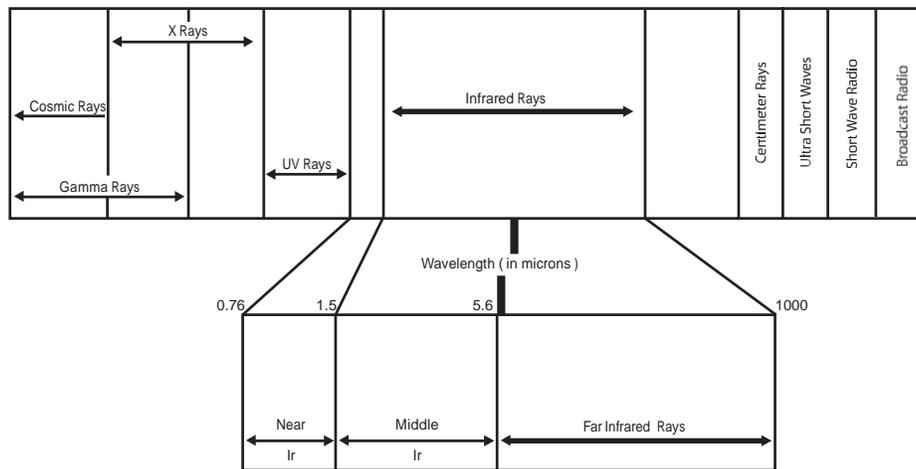 X Rays
Cosmic Rays
Infrared Rays
UV Rays
Gamma Rays
Centimeter Rays
Ultra Short Waves
Short Wave Radio
Broadcast Radio
Wavelength ( in microns )
0.76
1.5
5.6
1000
Near
Ir
Middle
Ir
Far Infrared Rays